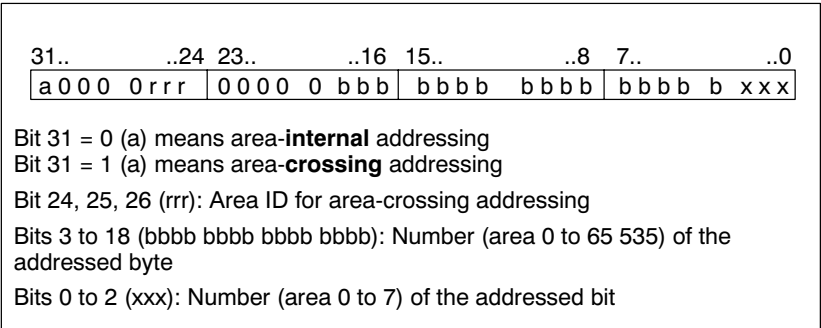 31.. ..24 23.. ..16 15.. ..8 7.. ..0
a000 0rrr 0000 0 bbb bbbb bbbb bbbb b xxx
Bit 31 = 0 (a) means area-internal addressing
Bit 31 = 1 (a) means area-crossing addressing
Bit 24, 25, 26 (rrr): Area ID for area-crossing addressing
Bits 3 to 18 (bbbb bbbb bbbb bbbb): Number (area 0 to 65 535) of the
addressed byte
Bits 0 to 2 (xxx): Number (area 0 to 7) of the addressed bit